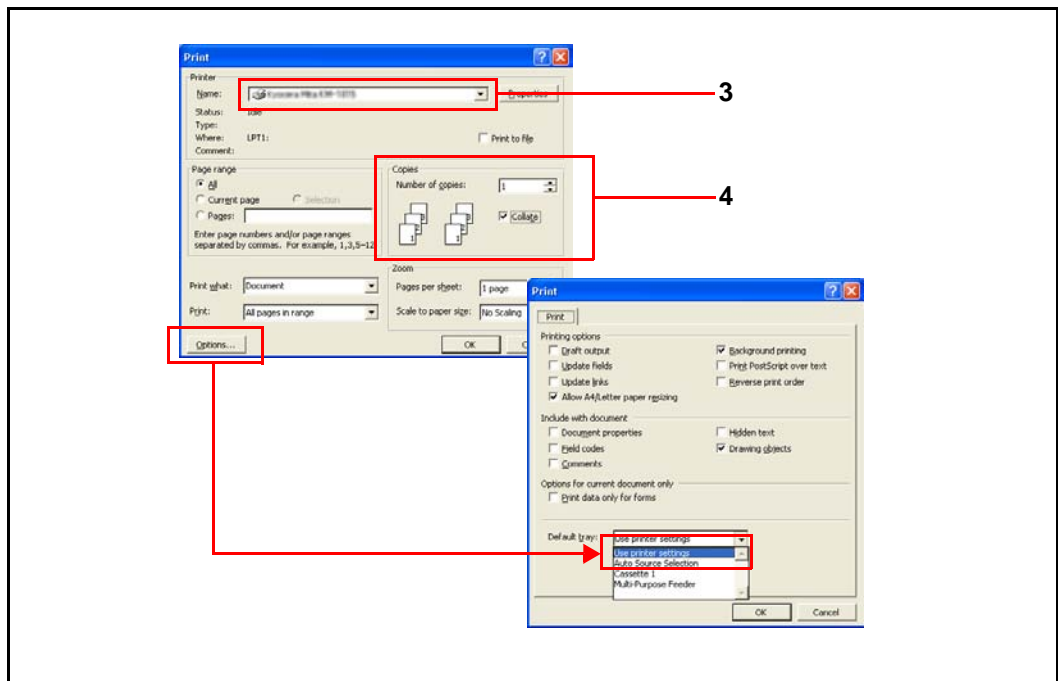 Print
Printer
Name:
Properties
3
Status: Idle
Type:
Where: LPT1:
Print to file
Comment:
Page range
All
Current page
Selection
Pages:
Enter page numbers and/or page ranges
separated by commas. For example, 1,3,5–12
Copies
Number of copies: 1
Collate
4
Print what: Document
Print: All pages in range
Zoom
Pages per sheet: 1 page
Scale to paper size: No Scaling
Options...
OK
Print
Print
Printing options
Draft output
Update fields
Update links
Allow A4/Letter paper resizing
Background printing
Print PostScript over text
Reverse print order
Include with document
Document properties
Field codes
Comments
Hidden text
Drawing objects
Options for current document only
Print data only for forms
Default tray: Use printer settings
Use printer settings
Auto Source Selection
Cassette 1
Multi-Purpose Feeder
OK
Cancel